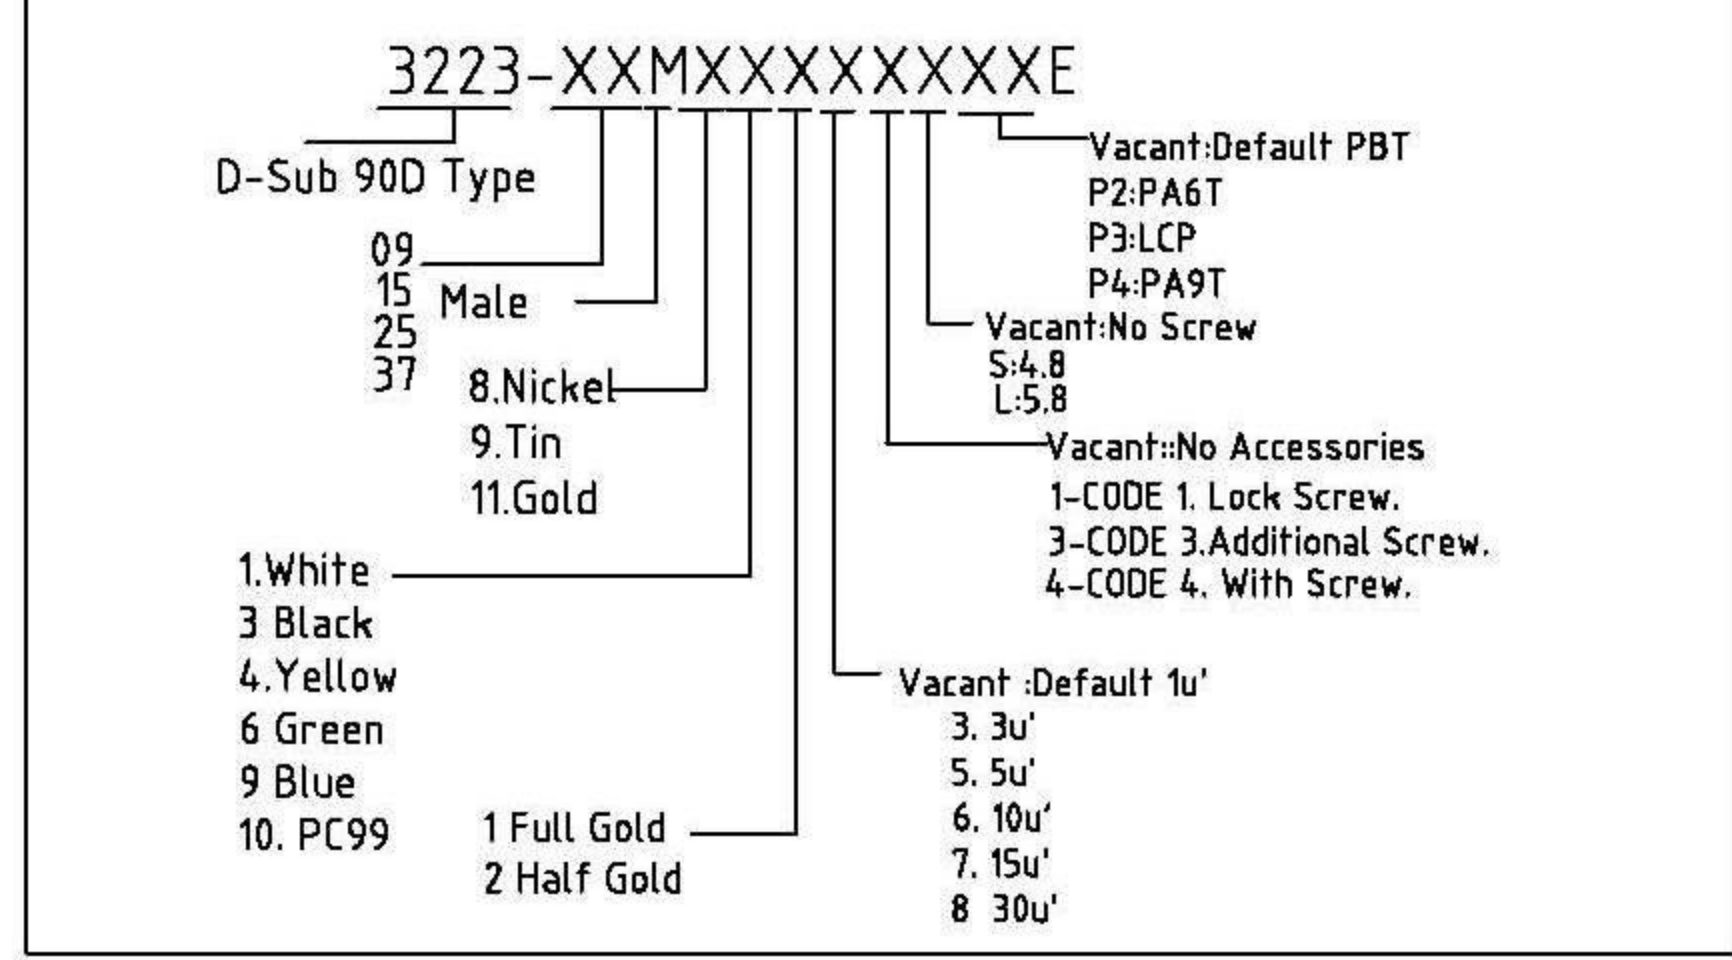 3223-XXMXXXXXXXXE
D-Sub 90D Type
09
15
25
37
Male
8.Nickel
9.Tin
11.Gold
1.White
3 Black
4.Yellow
6 Green
9 Blue
10. PC99
1 Full Gold
2 Half Gold
Vacant :Default 1u'
3. 3u'
5. 5u'
6. 10u'
7. 15u'
8 30u'
Vacant::No Accessories
1-CODE 1. Lock Screw.
3-CODE 3.Additional Screw.
4-CODE 4. With Screw.
Vacant:No Screw
S:4.8
L:5.8
Vacant:Default PBT
P2:PA6T
P3:LCP
P4:PA9T